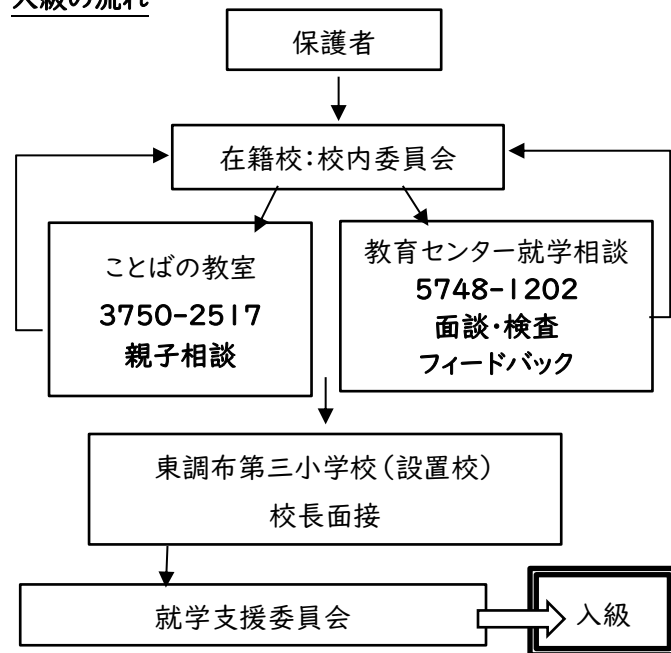 入級の流れ
保護者
在籍校:校内委員会
ことばの教室
3750-2517
親子相談
教育センター就学相談
5748-1202
面談・検査
フィードバック
東調布第三小学校(設置校)
校長面接
就学支援委員会
入級